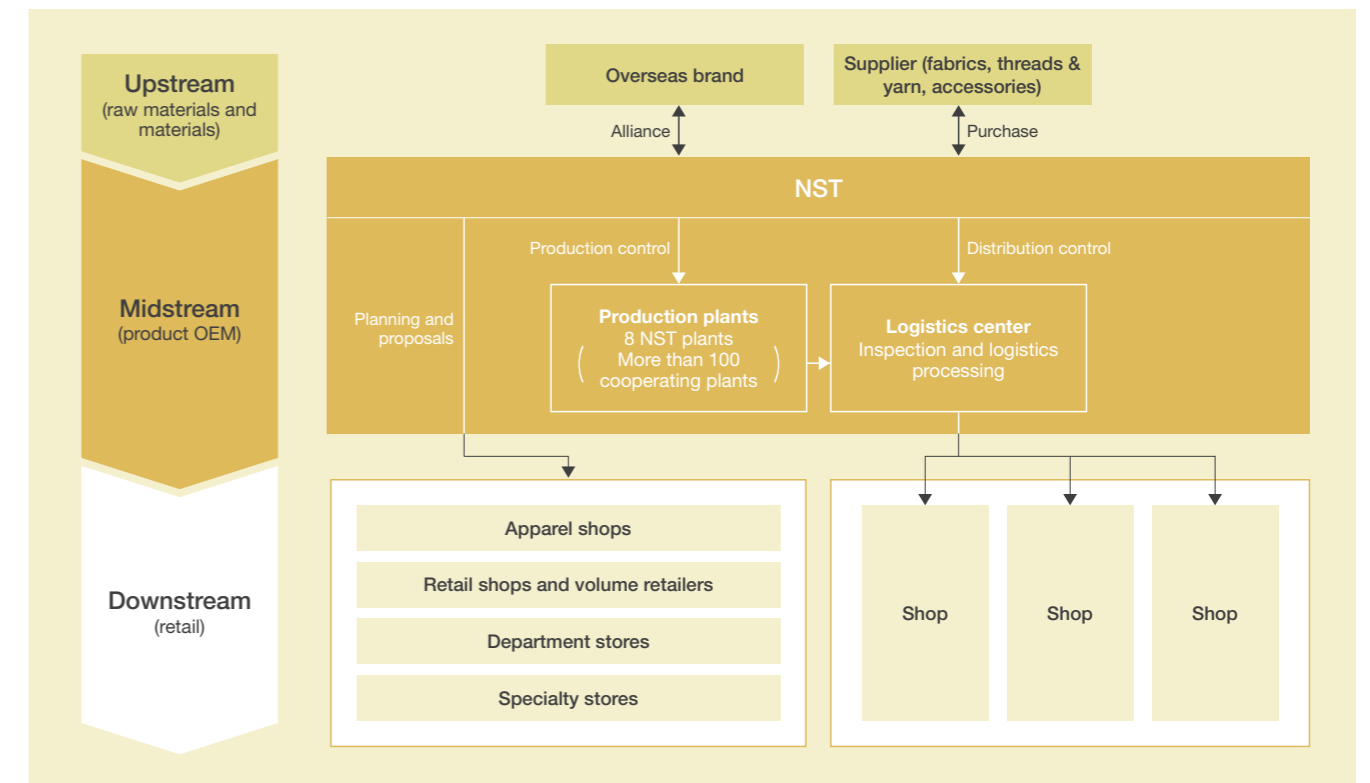 Upstream
(raw materials and
materials)
Overseas brand
Supplier (fabrics, threads &
yarn, accessories)
Alliance
Purchase
NST
Midstream
(product OEM)
Planning and
proposals
Production control
Distribution control
Production plants
8 NST plants
( More than 100 )
cooperating plants
Logistics center
Inspection and logistics
processing
Downstream
(retail)
Apparel shops
Retail shops and volume retailers
Department stores
Specialty stores
Shop
Shop
Shop